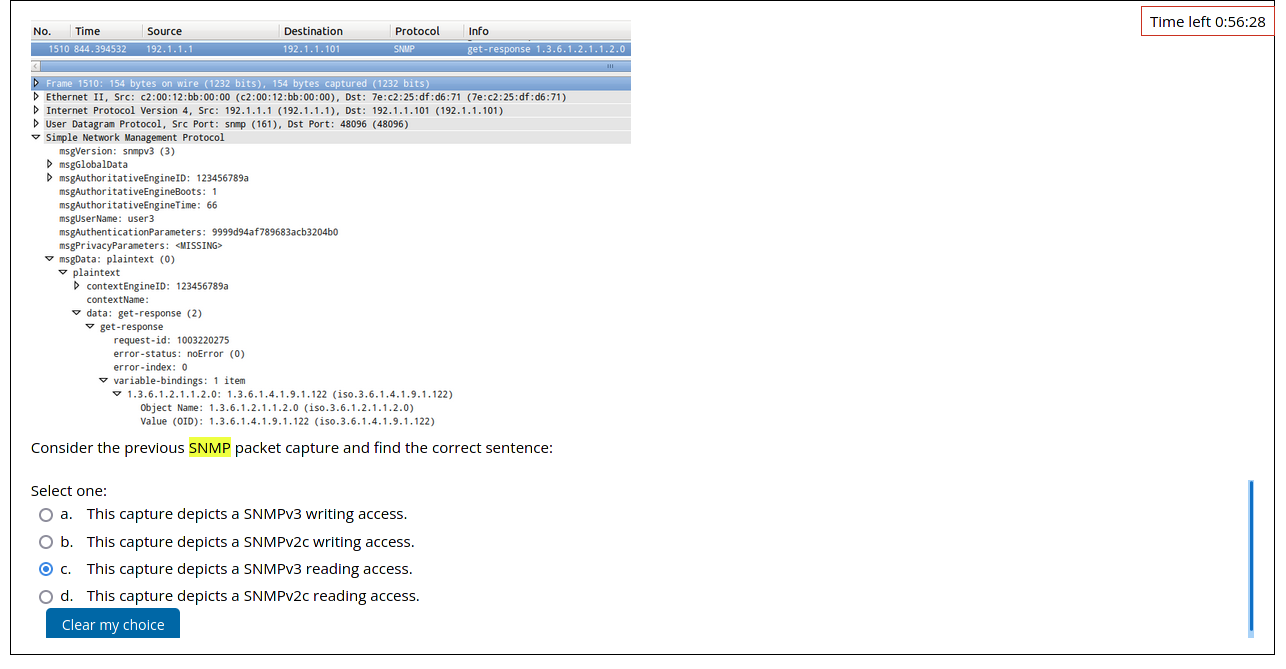 Time left 0:56:28
No. Time Source Destination Protocol Info
1510 844.394532 192.1.1.1 192.1.1.101 SNMP get-response 1.3.6.1.2.1.1.2.0
Frame 1510: 154 bytes on wire (1232 bits), 154 bytes captured (1232 bits)
Ethernet II, Src: c2:00:12:bb:00:00 (c2:00:12:bb:00:00), Dst: 7e:c2:25:df:d6:71 (7e:c2:25:df:d6:71)
Internet Protocol Version 4, Src: 192.1.1.1 (192.1.1.1), Dst: 192.1.1.101 (192.1.1.101)
User Datagram Protocol, Src Port: snmp (161), Dst Port: 48096 (48096)
Simple Network Management Protocol
msgVersion: snmpv3 (3)
msgGlobalData
msgAuthoritativeEngineID: 123456789a
msgAuthoritativeEngineBoots: 1
msgAuthoritativeEngineTime: 66
msgUserName: user3
msgAuthenticationParameters: 9999d94af789683acb3204b0
msgPrivacyParameters: <MISSING>
msgData: plaintext (0)
plaintext
contextEngineID: 123456789a
contextName:
data: get-response (2)
get-response
request-id: 1003220275
error-status: noError (0)
error-index: 0
variable-bindings: 1 item
1.3.6.1.2.1.1.2.0: 1.3.6.1.4.1.9.1.122 (iso.3.6.1.4.1.9.1.122)
Object Name: 1.3.6.1.2.1.1.2.0 (iso.3.6.1.2.1.1.2.0)
Value (OID): 1.3.6.1.4.1.9.1.122 (iso.3.6.1.4.1.9.1.122)
Consider the previous SNMP packet capture and find the correct sentence:
Select one:
a. This capture depicts a SNMPv3 writing access.
b. This capture depicts a SNMPv2c writing access.
c. This capture depicts a SNMPv3 reading access.
d. This capture depicts a SNMPv2c reading access.
Clear my choice